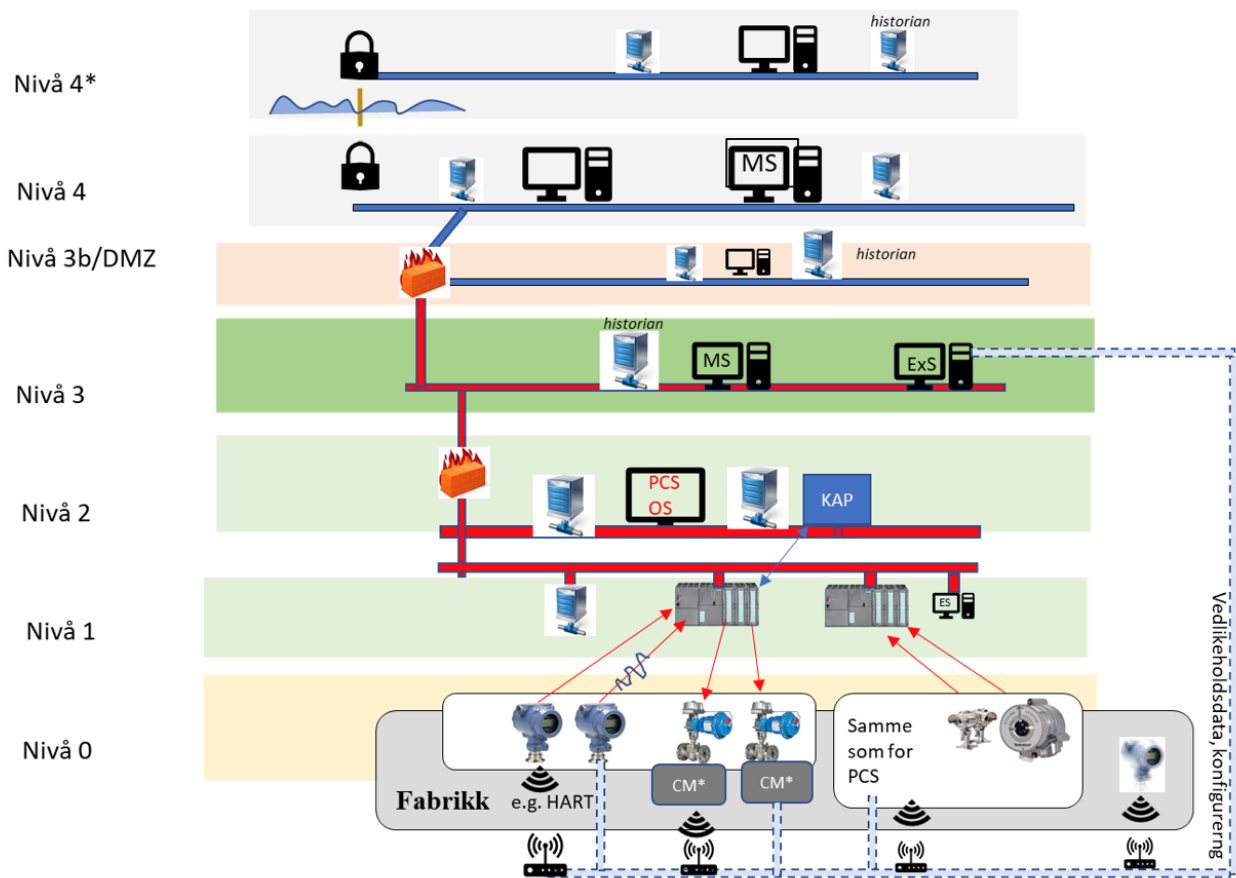 historian
Nivå 4*
MS
Nivå 4
Nivå 3b/DMZ
historian
historian
MS
ExS
Nivå 3
PCS
OS
KAP
Nivå 2
ES
Nivå 1
Nivå 0
Samme
som for
PCS
CM*
CM*
Fabrikk
e.g. HART
Vedlikeholdsdata, konfigurerng